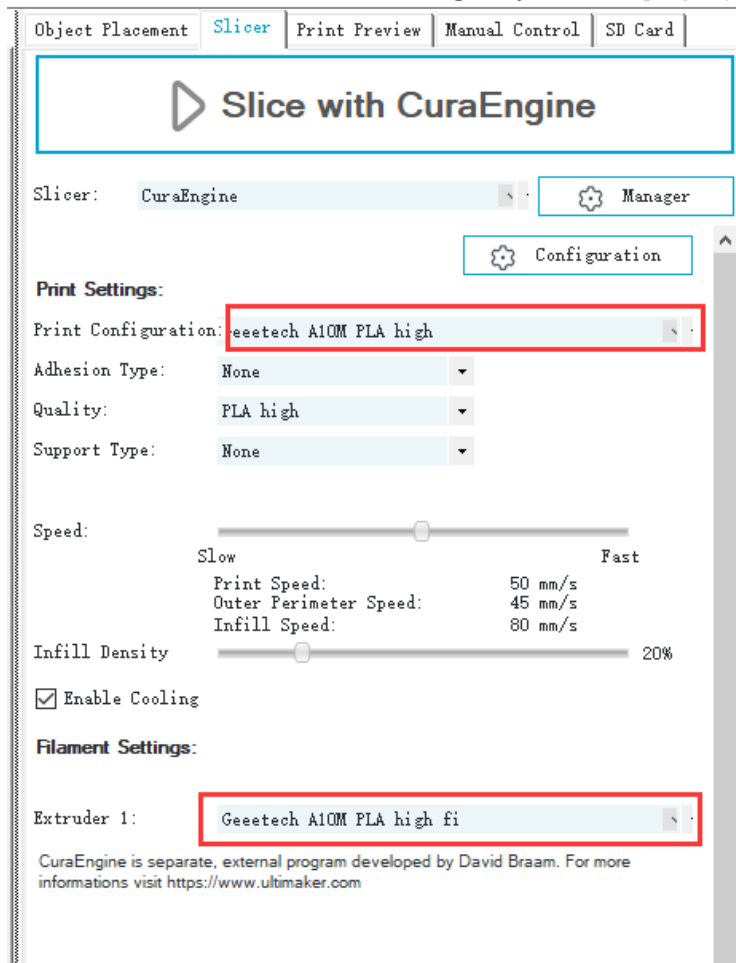 Object Placement Slicer Print Preview Manual Control SD Card
Slice with CuraEngine
Slicer: CuraEngine Manager
Configuration
Print Settings:
Print Configuration: eeetech A10M PLA high
Adhesion Type: None
Quality: PLA high
Support Type: None
Speed:
Slow Fast
Print Speed: 50 mm/s
Outer Perimeter Speed: 45 mm/s
Infill Speed: 80 mm/s
Infill Density 20%
Enable Cooling
Filament Settings:
Extruder 1: Geeetech A10M PLA high fi
CuraEngine is separate, external program developed by David Braam. For more
informations visit https://www.ultimaker.com